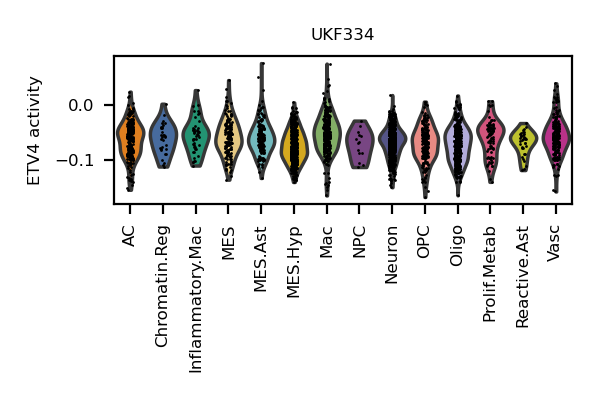 UKF334
ETV4 activity
0.0
−0.1
AC
Chromatin.Reg
Inflammatory.Mac
MES
MES.Ast
MES.Hyp
Mac
NPC
Neuron
OPC
Oligo
Prolif.Metab
Reactive.Ast
Vasc